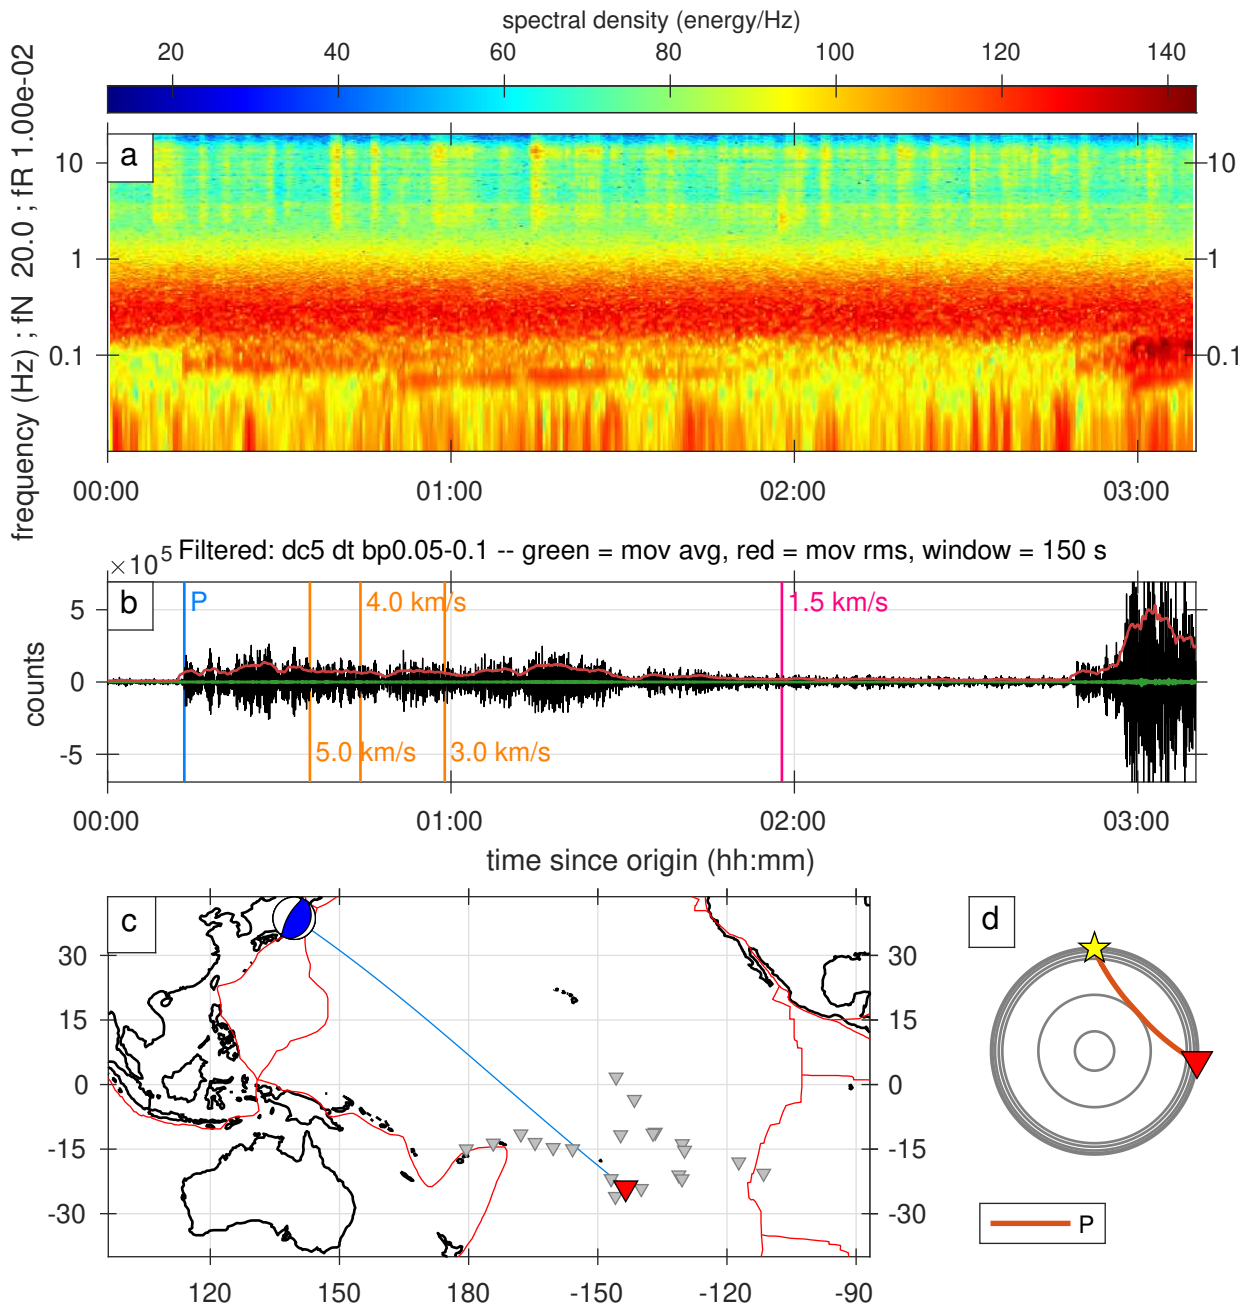 spectral density (energy/Hz)
20 40 60 80 100 120 140
frequency (Hz) ; fN 20.0 ; fR 1.00e-02
a
10 10
1 1
0.1 0.1
00:00 01:00 02:00 03:00
×10⁵ Filtered: dc5 dt bp0.05-0.1 -- green = mov avg, red = mov rms, window = 150 s
b
P 4.0 km/s 1.5 km/s
5 5
counts
0 0
5.0 km/s 3.0 km/s
-5 -5
00:00 01:00 02:00 03:00
time since origin (hh:mm)
c
d
30 30
15 15
0 0
-15 -15
-30 -30
P
120 150 180 -150 -120 -90